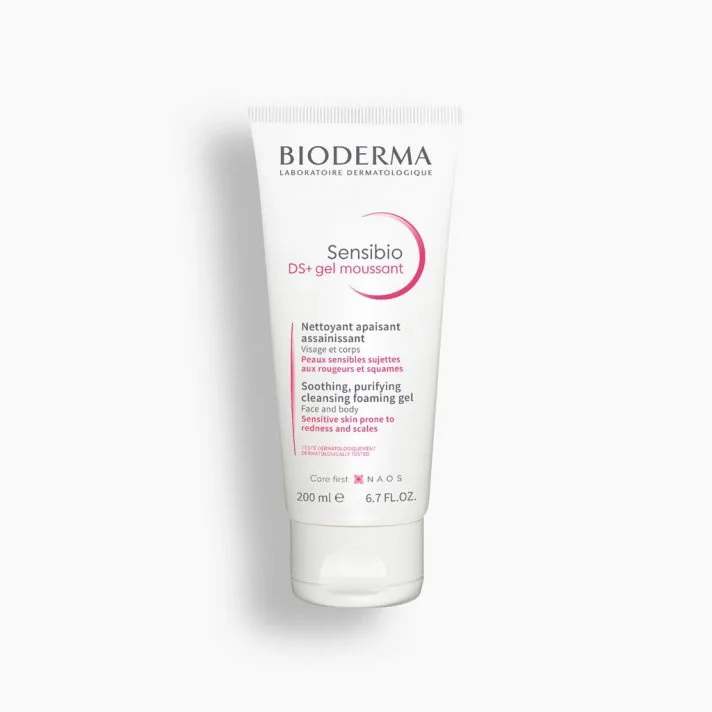 BIODERMA
LABORATOIRE DERMATOLOGIQUE
Sensibio
DS+ gel moussant
Nettoyant apaisant
assainissant
Visage et corps
Peaux sensibles sujettes
aux rougeurs et squames
Soothing, purifying
cleansing foaming gel
Face and body
Sensitive skin prone to
redness and scales
TESTÉ DERMATOLOGIQUEMENT
DERMATOLOGICALLY TESTED
Care first. NAOS
200 ml ℮ 6.7 FL.OZ.